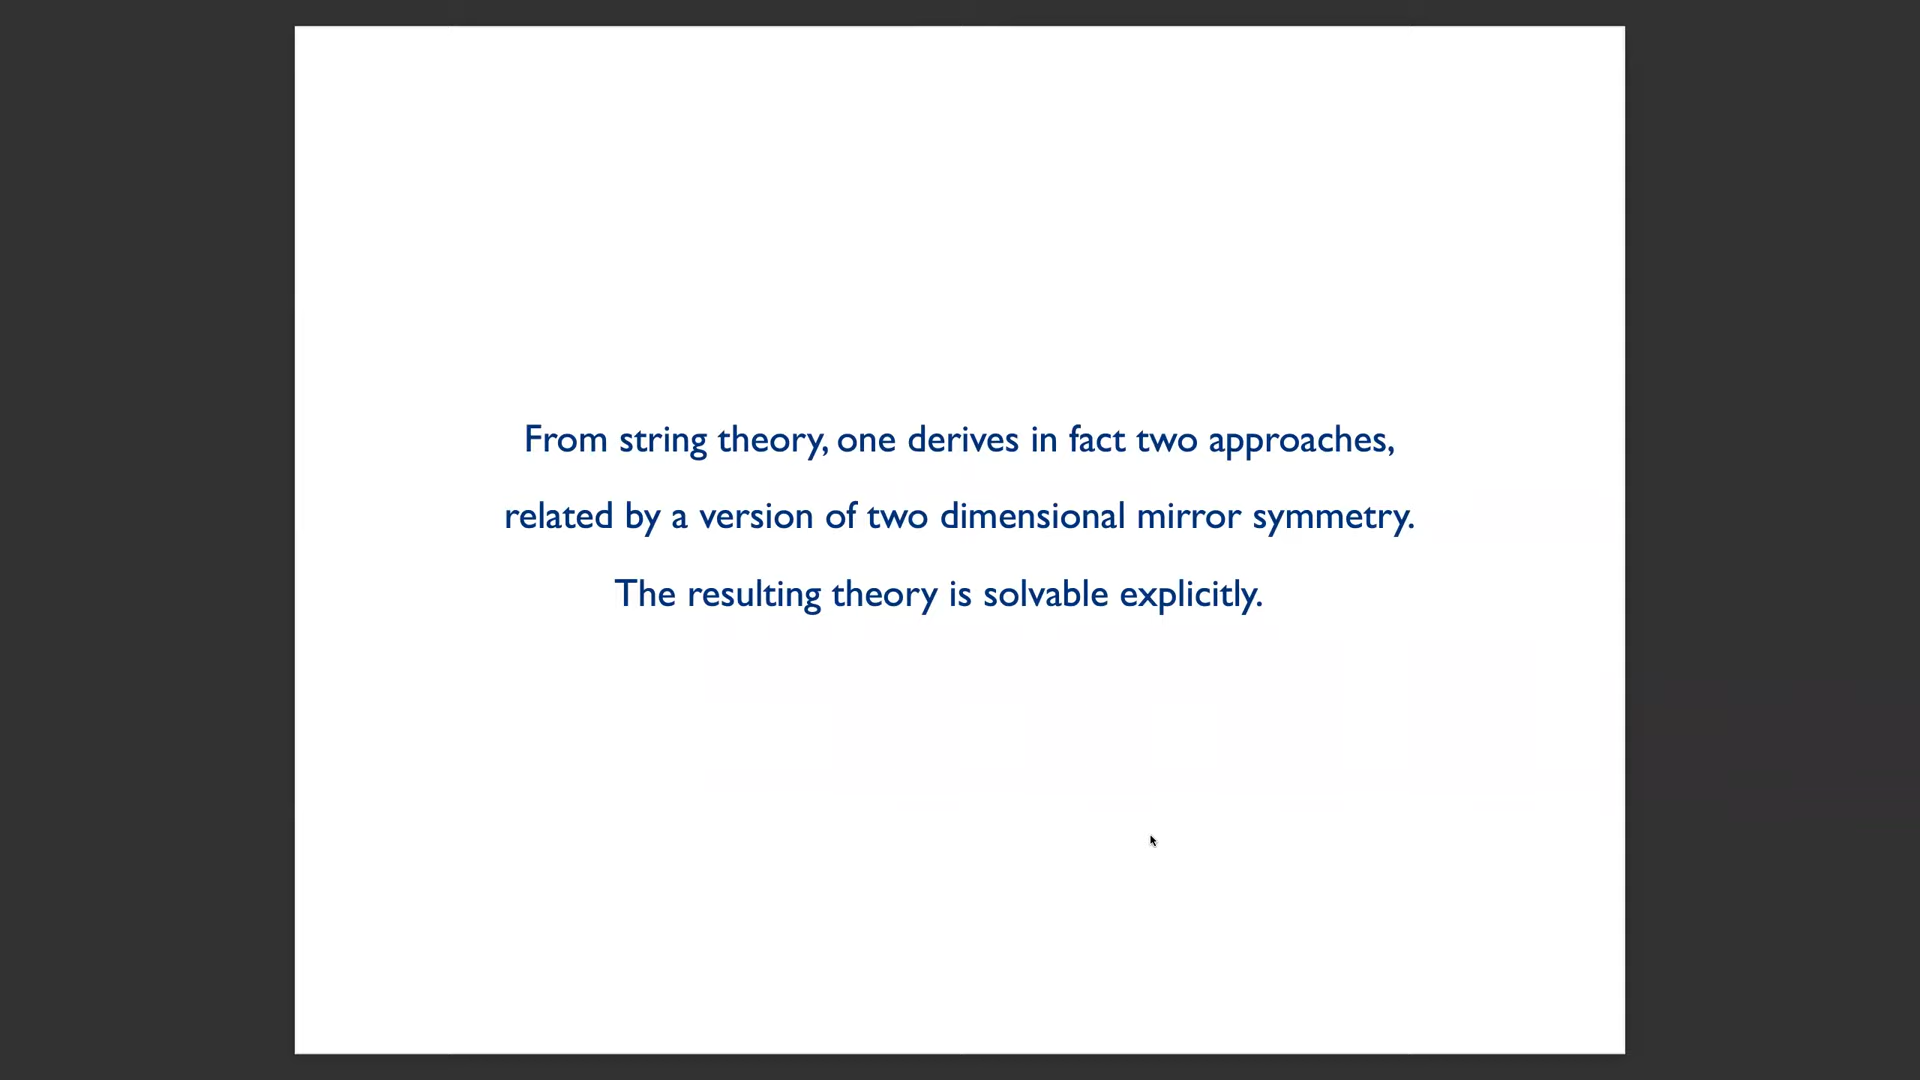 From string theory, one derives in fact two approaches,
related by a version of two dimensional mirror symmetry.
The resulting theory is solvable explicitly.